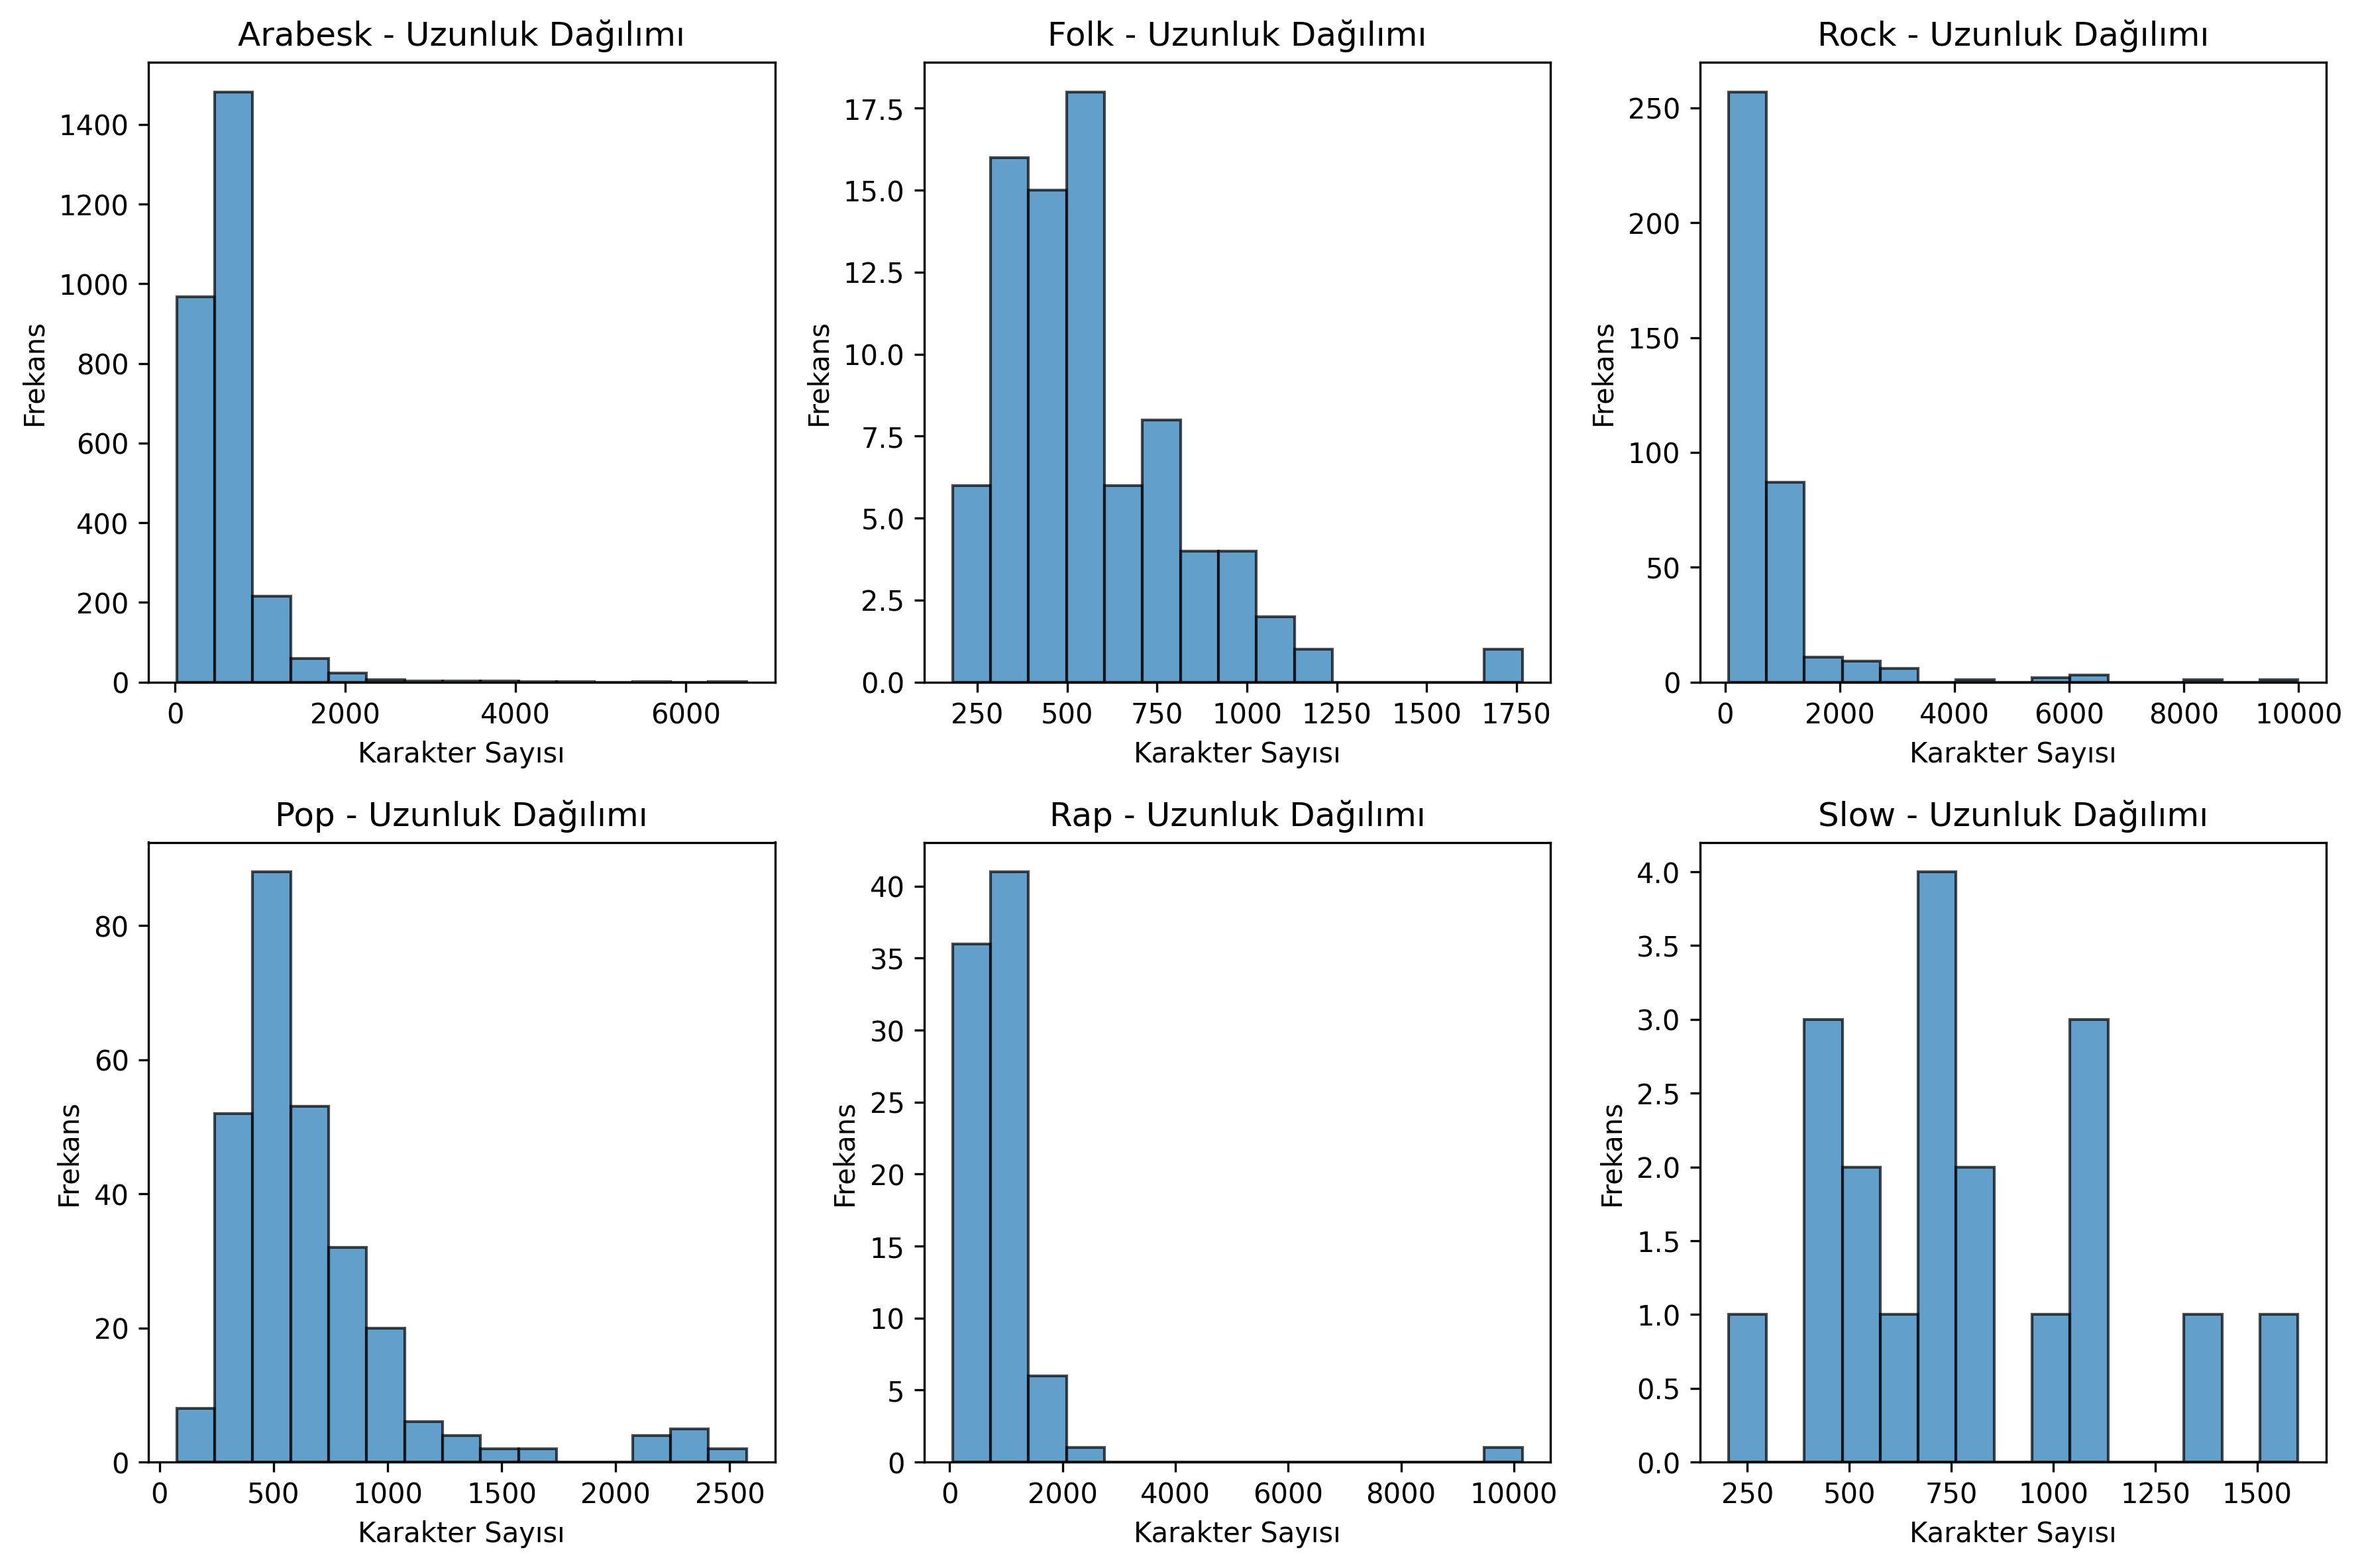 Arabesk - Uzunluk Dağılımı
Frekans
1400
1200
1000
800
600
400
200
0
0 2000 4000 6000
Karakter Sayısı
Folk - Uzunluk Dağılımı
Frekans
17.5
15.0
12.5
10.0
7.5
5.0
2.5
0.0
250 500 750 1000 1250 1500 1750
Karakter Sayısı
Rock - Uzunluk Dağılımı
Frekans
250
200
150
100
50
0
0 2000 4000 6000 8000 10000
Karakter Sayısı
Pop - Uzunluk Dağılımı
Frekans
80
60
40
20
0
0 500 1000 1500 2000 2500
Karakter Sayısı
Rap - Uzunluk Dağılımı
Frekans
40
35
30
25
20
15
10
5
0
0 2000 4000 6000 8000 10000
Karakter Sayısı
Slow - Uzunluk Dağılımı
Frekans
4.0
3.5
3.0
2.5
2.0
1.5
1.0
0.5
0.0
250 500 750 1000 1250 1500
Karakter Sayısı